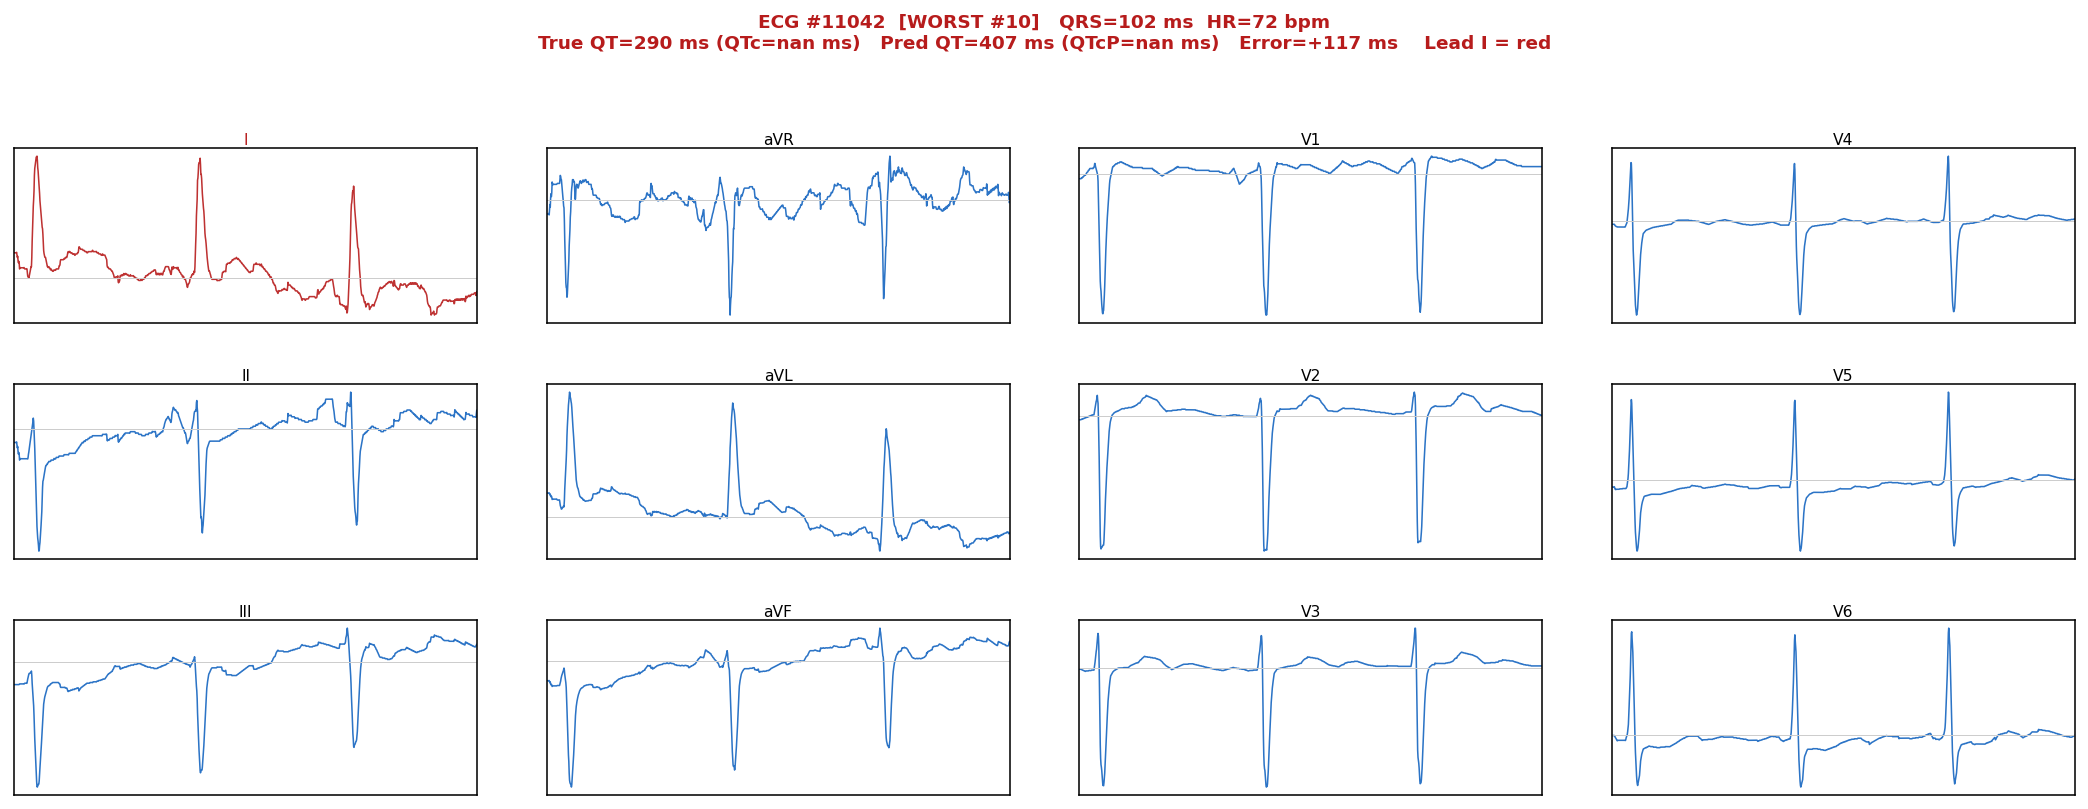 ECG #11042  [WORST #10]   QRS=102 ms  HR=72 bpm
True QT=290 ms (QTc=nan ms)   Pred QT=407 ms (QTcP=nan ms)   Error=+117 ms    Lead I = red
I
aVR
V1
V4
II
aVL
V2
V5
III
aVF
V3
V6